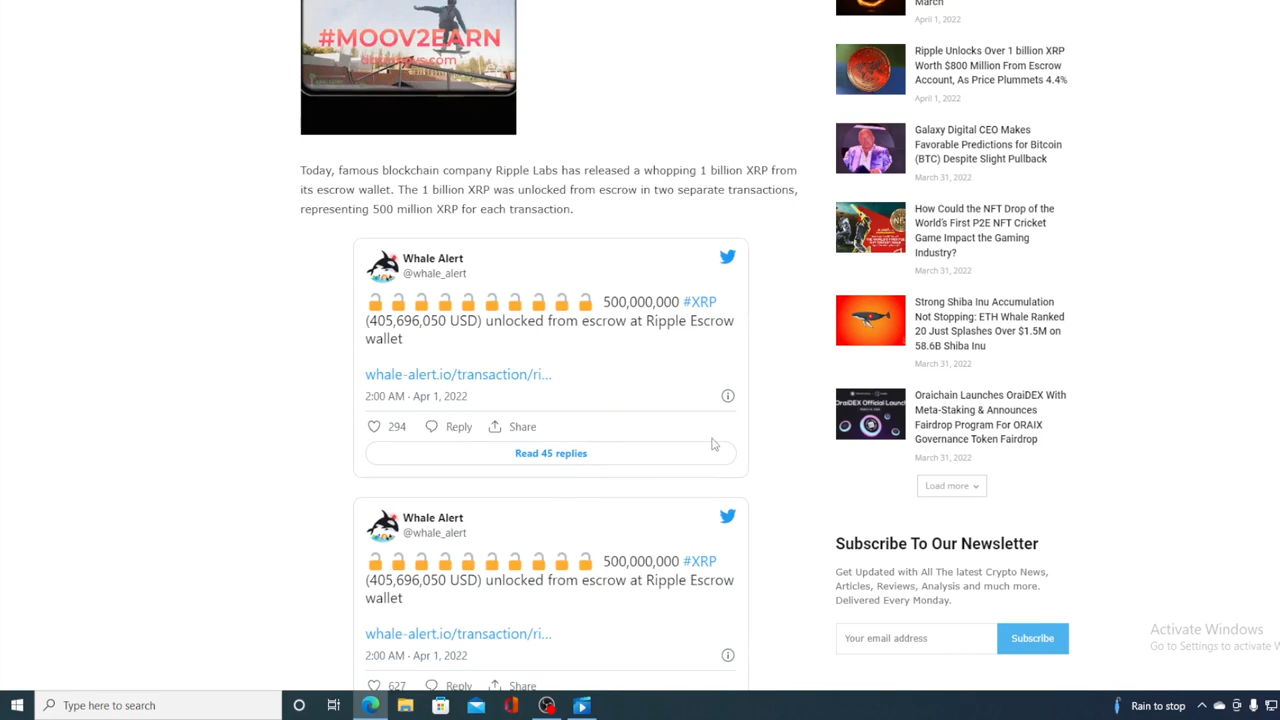 #MOOV2EARN
Today, famous blockchain company Ripple Labs has released a whopping 1 billion XRP from
its escrow wallet. The 1 billion XRP was unlocked from escrow in two separate transactions,
representing 500 million XRP for each transaction.
Whale Alert
@whale_alert
🔓 🔓 🔓 🔓 🔓 🔓 🔓 🔓 🔓 🔓 500,000,000 #XRP
(405,696,050 USD) unlocked from escrow at Ripple Escrow
wallet
whale-alert.io/transaction/ri...
2:00 AM · Apr 1, 2022
294 Reply Share
Read 45 replies
Whale Alert
@whale_alert
🔓 🔓 🔓 🔓 🔓 🔓 🔓 🔓 🔓 🔓 500,000,000 #XRP
(405,696,050 USD) unlocked from escrow at Ripple Escrow
wallet
whale-alert.io/transaction/ri...
2:00 AM · Apr 1, 2022
627 Reply Share
March
April 1, 2022
Ripple Unlocks Over 1 billion XRP
Worth $800 Million From Escrow
Account, As Price Plummets 4.4%
April 1, 2022
Galaxy Digital CEO Makes
Favorable Predictions for Bitcoin
(BTC) Despite Slight Pullback
March 31, 2022
How Could the NFT Drop of the
World's First P2E NFT Cricket
Game Impact the Gaming
Industry?
March 31, 2022
Strong Shiba Inu Accumulation
Not Stopping: ETH Whale Ranked
20 Just Splashes Over $1.5M on
58.6B Shiba Inu
March 31, 2022
OraiDEX Official Launch
Oraichain Launches OraiDEX With
Meta-Staking & Announces
Fairdrop Program For ORAIX
Governance Token Fairdrop
March 31, 2022
Load more
Subscribe To Our Newsletter
Get Updated with All The latest Crypto News,
Articles, Reviews, Analysis and much more.
Delivered Every Monday.
Your email address Subscribe
Activate Windows
Go to Settings to activate
Type here to search
Rain to stop